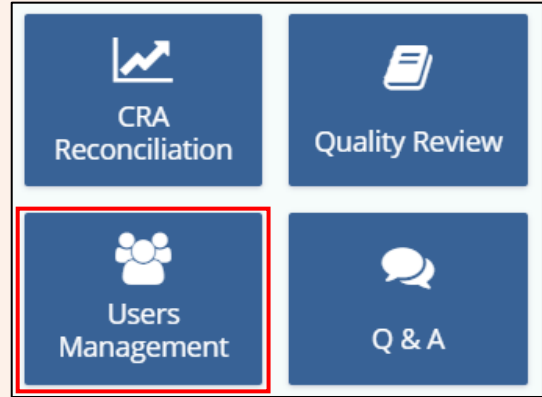 CRA
Reconciliation
Quality Review
Users
Management
Q & A